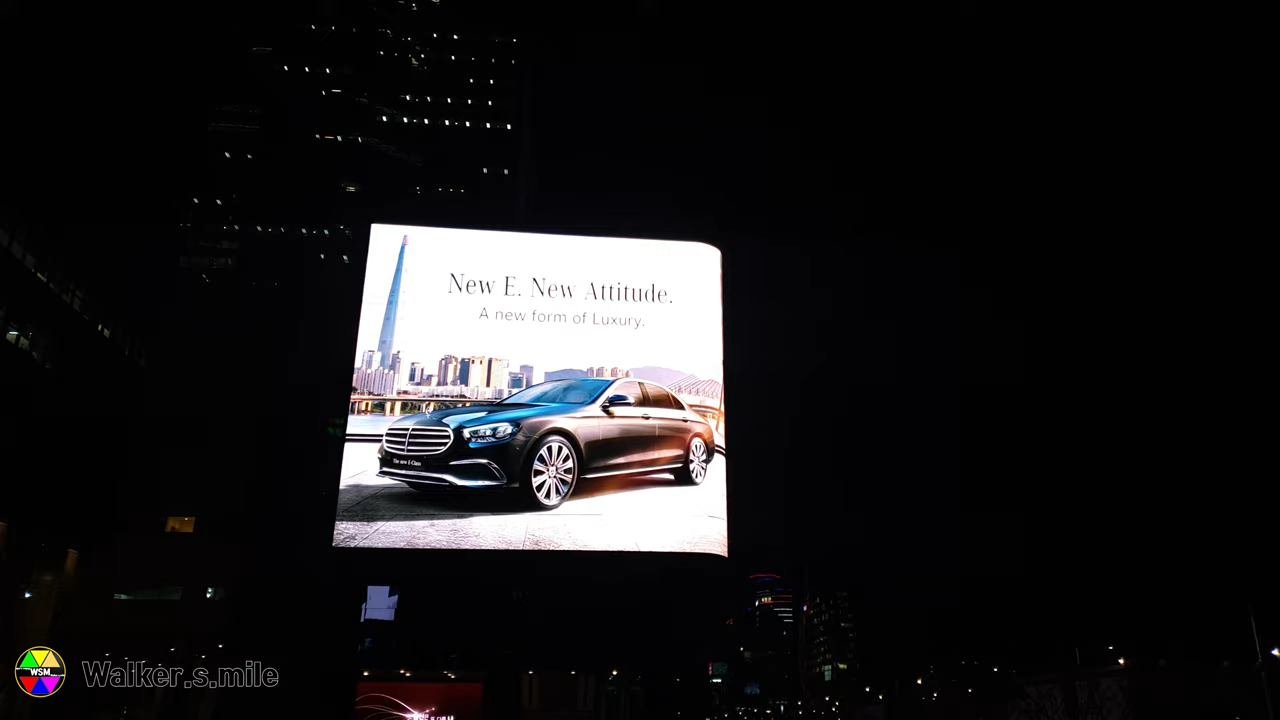 New E. New Attitude.
A new form of Luxury.
The new E-Class
WSM
Walker.s.mile